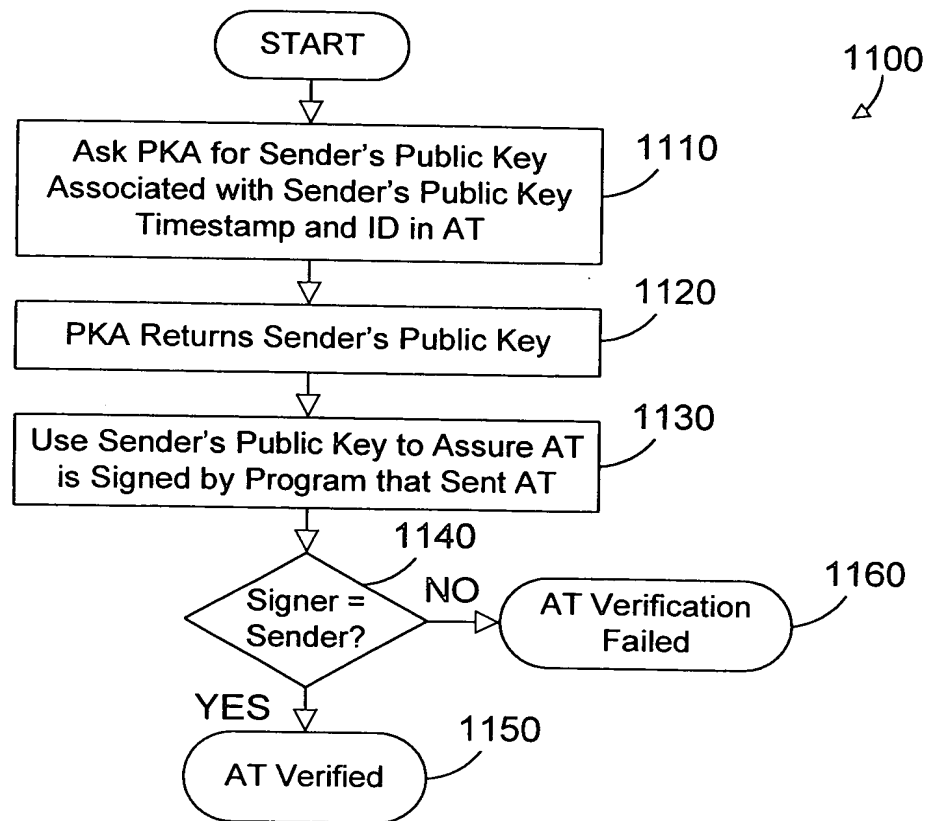 START
1100
Ask PKA for Sender's Public Key
Associated with Sender's Public Key
Timestamp and ID in AT
1110
PKA Returns Sender's Public Key
1120
Use Sender's Public Key to Assure AT
is Signed by Program that Sent AT
1130
Signer =
Sender?
1140
NO
AT Verification
Failed
1160
YES
AT Verified
1150